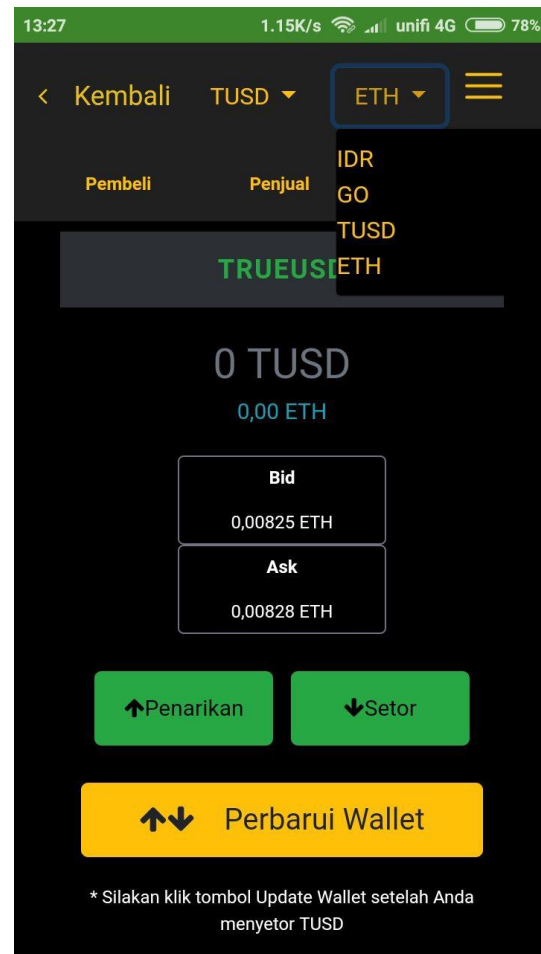 13:27 1.15K/s unifi 4G 78%
< Kembali TUSD ETH
Pembeli Penjual
IDR
GO
TUSD
ETH
TRUEUSD
0 TUSD
0,00 ETH
Bid
0,00825 ETH
Ask
0,00828 ETH
Penarikan Setor
Perbarui Wallet
* Silakan klik tombol Update Wallet setelah Anda
menyetor TUSD